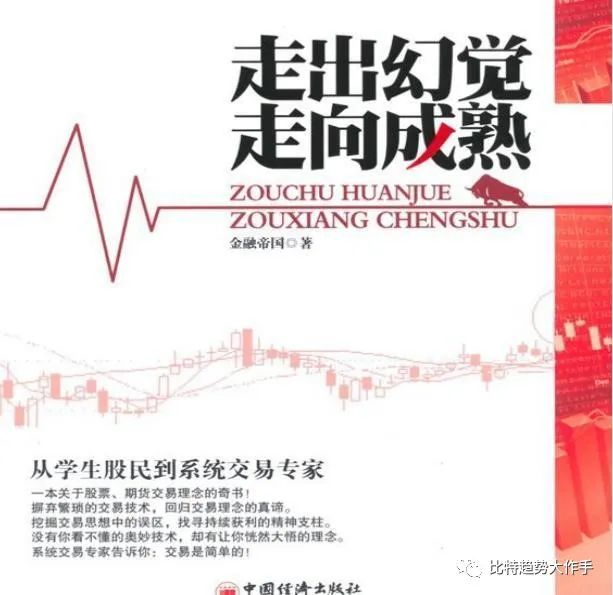 走出幻觉
走向成熟
ZOUCHU HUANJUE
ZOUXIANG CHENGSHU
金融帝国◎著
从学生股民到系统交易专家
一本关于股票、期货交易理念的奇书!
摒弃繁琐的交易技术，回归交易理念的真谛。
挖掘交易思想中的误区，找寻持续获利的精神支柱。
没有你看不懂的奥妙技术，却有让你恍然大悟的理念。
系统交易专家告诉你：交易是简单的!
中国经济出版社
比特趋势大作手